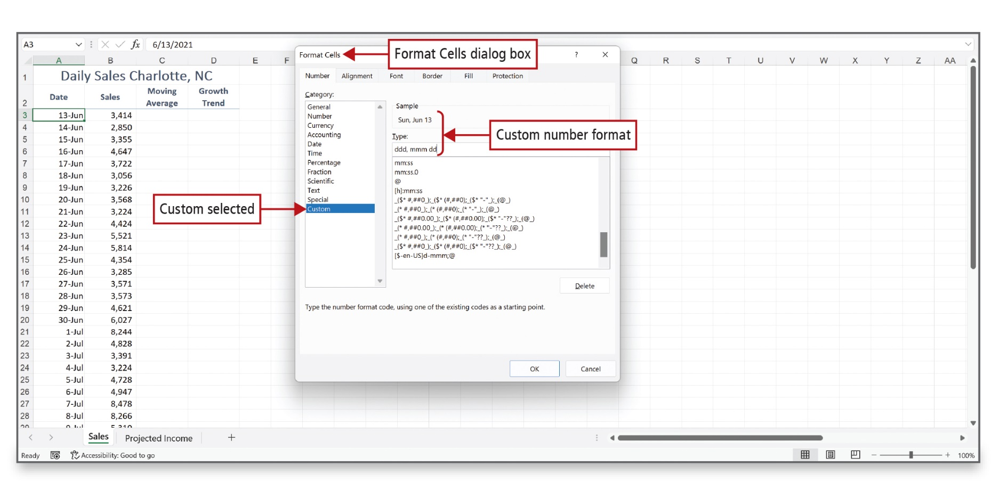 A3
fx
6/13/2021
A B C D E F Q R S T U V W X Y Z AA
1 Daily Sales Charlotte, NC
2 Date Sales Moving Average Growth Trend
3 13-Jun 3,414
4 14-Jun 2,850
5 15-Jun 3,355
6 16-Jun 4,647
7 17-Jun 3,722
8 18-Jun 3,056
9 19-Jun 3,226
10 20-Jun 3,568
11 21-Jun 3,224
12 22-Jun 4,424
13 23-Jun 5,521
14 24-Jun 5,814
15 25-Jun 4,354
16 26-Jun 3,285
17 27-Jun 3,571
18 28-Jun 3,573
19 29-Jun 4,621
20 30-Jun 6,027
21 1-Jul 8,244
22 2-Jul 4,828
23 3-Jul 3,391
24 4-Jul 3,224
25 5-Jul 4,728
26 6-Jul 4,947
27 7-Jul 8,478
28 8-Jul 8,266
29 9-Jul 5,310
Format Cells
Format Cells dialog box
?
Number Alignment Font Border Fill Protection
Category:
General
Number
Currency
Accounting
Date
Time
Percentage
Fraction
Scientific
Text
Special
Custom
Custom selected
Sample
Sun, Jun 13
Custom number format
Type:
ddd, mmm dd
mm:ss
mm:ss.0
@
[h]:mm:ss
_($* #,##0_);_($* (#,##0);_($* "-"_);_(@_)
_(* #,##0_);_(* (#,##0);_(* "-"_);_(@_)
_($* #,##0.00_);_($* (#,##0.00);_($* "-"??_);_(@_)
_(* #,##0.00_);_(* (#,##0.00);_(* "-"??_);_(@_)
_(* #,##0_);_(* (#,##0);_(* "-"??_);_(@_)
_($* #,##0_);_($* (#,##0);_($* "-"??_);_(@_)
[$-en-US]d-mmm;@
Delete
Type the number format code, using one of the existing codes as a starting point.
OK Cancel
Sales Projected Income +
Ready Accessibility: Good to go
100%